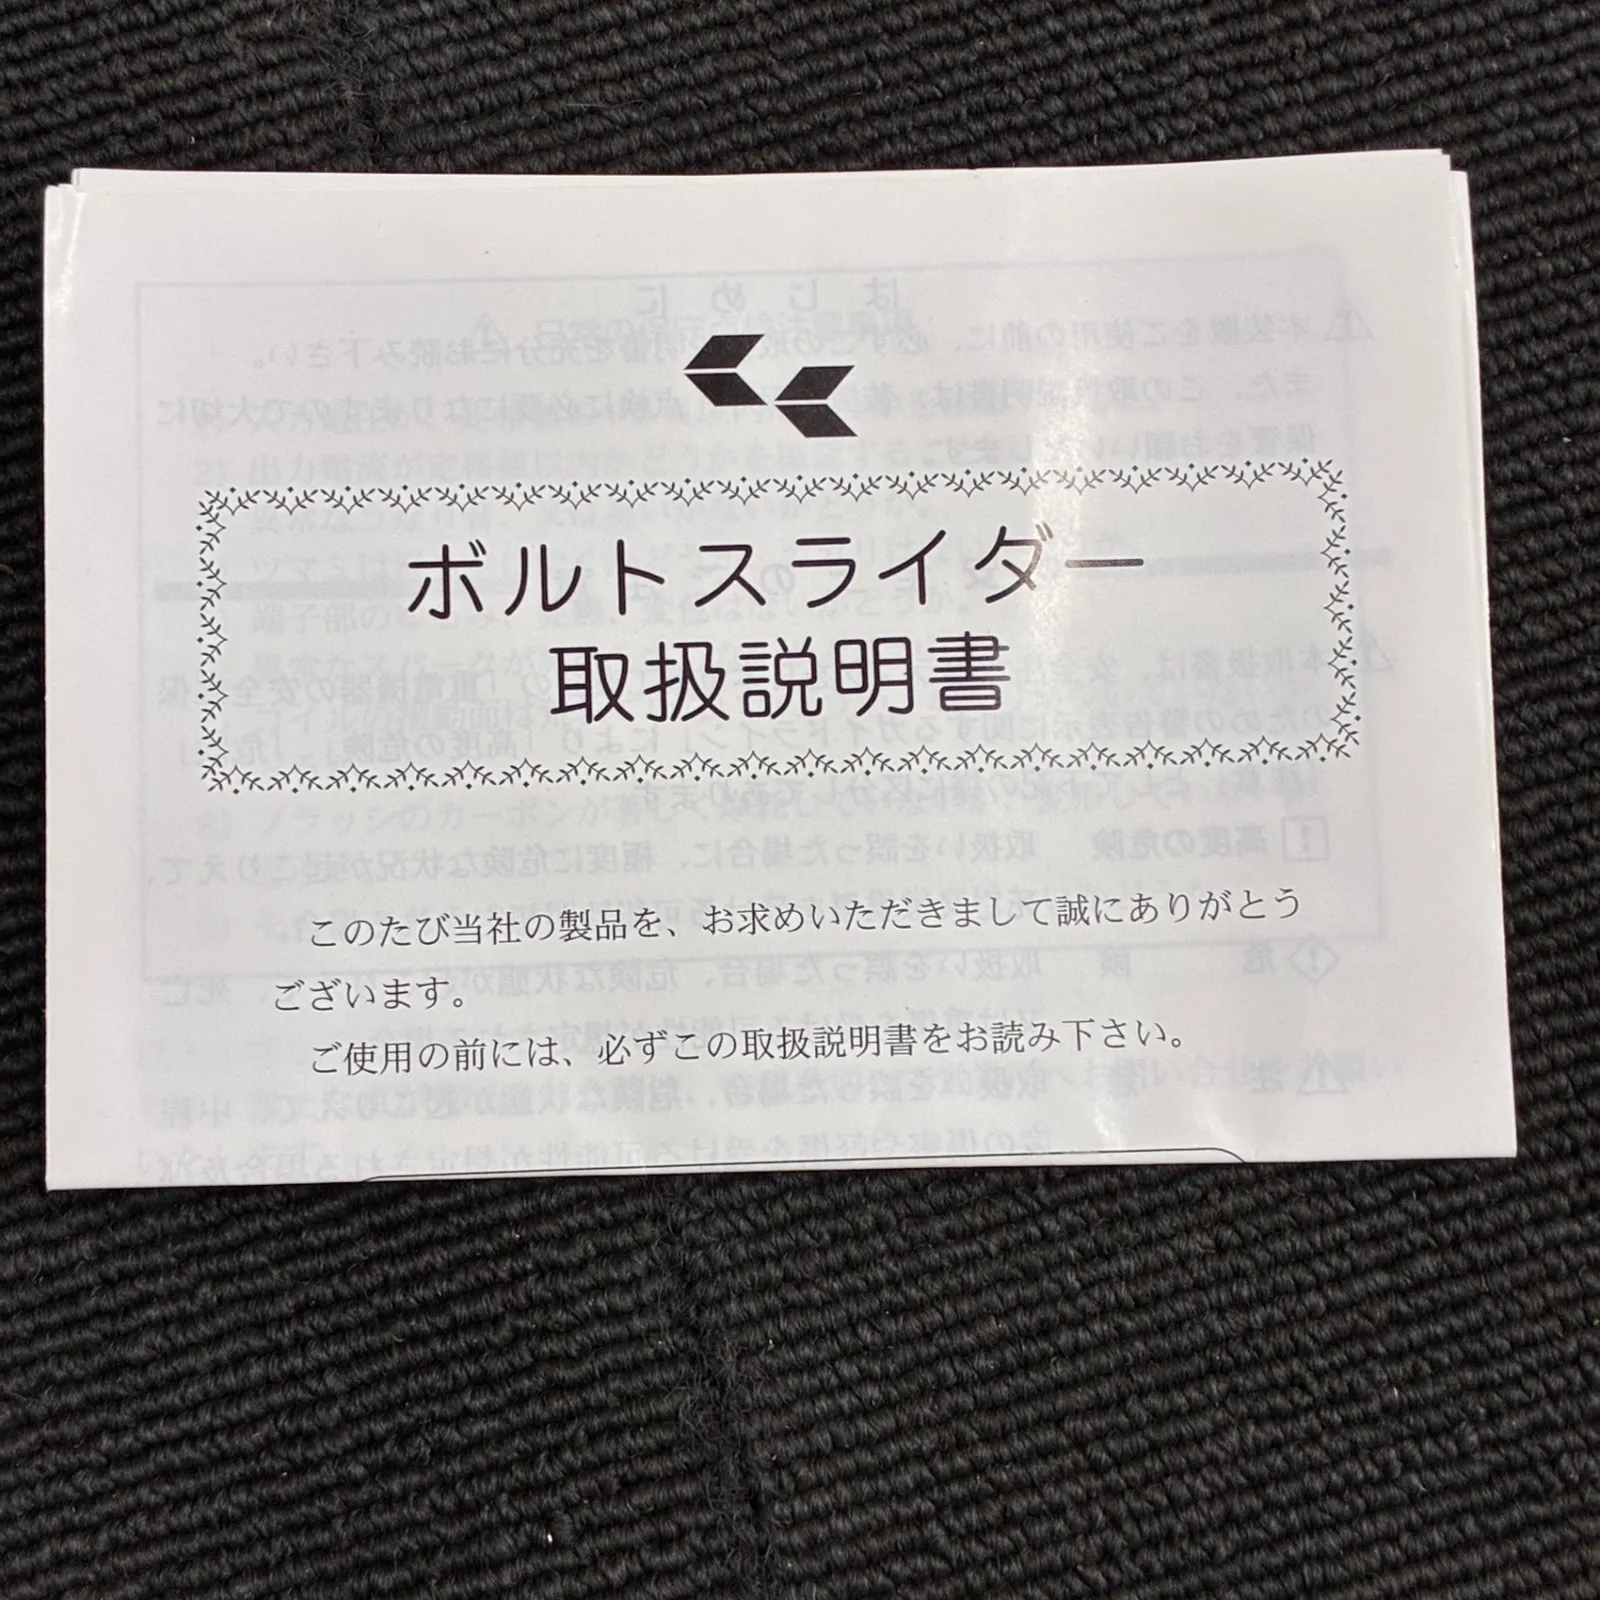 ボルトスライダー
取扱説明書
このたび当社の製品を、お求めいただきまして誠にありがとう
ございます。
ご使用の前には、必ずこの取扱説明書をお読み下さい。